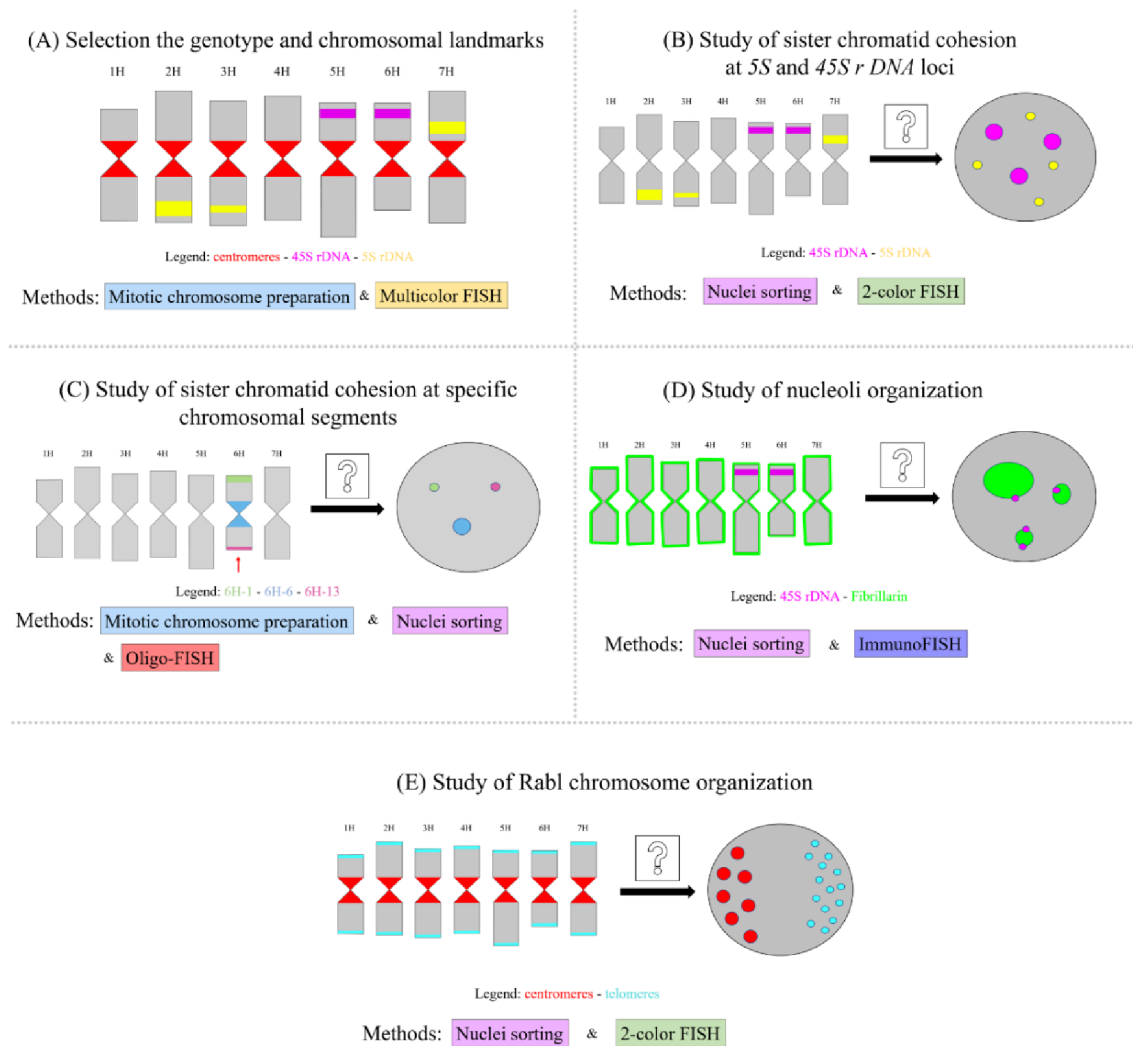 (A) Selection the genotype and chromosomal landmarks
1H 2H 3H 4H 5H 6H 7H
Legend: centromeres - 45S rDNA - 5S rDNA
Methods: Mitotic chromosome preparation & Multicolor FISH
(B) Study of sister chromatid cohesion
at 5S and 45S r DNA loci
1H 2H 3H 4H 5H 6H 7H
?
Legend: 45S rDNA - 5S rDNA
Methods: Nuclei sorting & 2-color FISH
(C) Study of sister chromatid cohesion at specific
chromosomal segments
1H 2H 3H 4H 5H 6H 7H
?
Legend: 6H-1 - 6H-6 - 6H-13
Methods: Mitotic chromosome preparation & Nuclei sorting
& Oligo-FISH
(D) Study of nucleoli organization
1H 2H 3H 4H 5H 6H 7H
?
Legend: 45S rDNA - Fibrillarin
Methods: Nuclei sorting & ImmunoFISH
(E) Study of Rabl chromosome organization
1H 2H 3H 4H 5H 6H 7H
?
Legend: centromeres - telomeres
Methods: Nuclei sorting & 2-color FISH